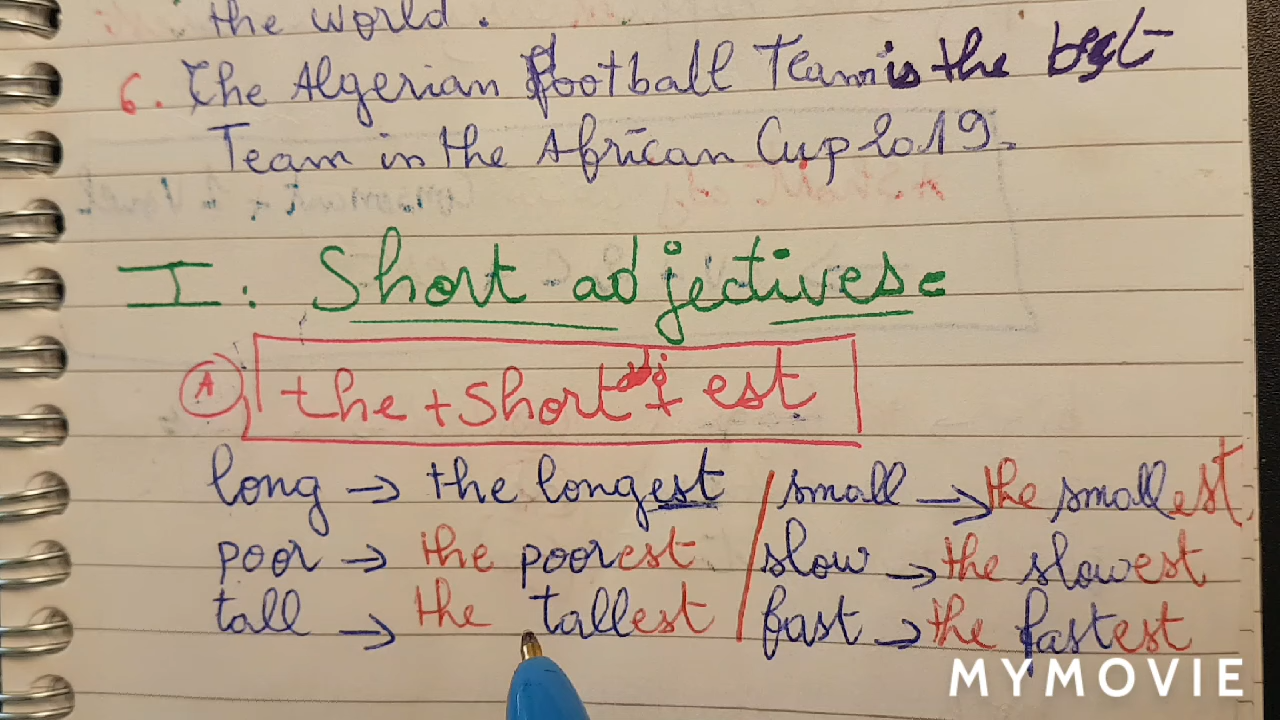 the world.
6. The Algerian Football Team is the best
Team in the African Cup 2019.
I. Short adjectives:
A the + short adj + est
long → the longest / small → the smallest.
poor → the poorest / slow → the slowest
tall → the tallest / fast → the fastest
MYMOVIE